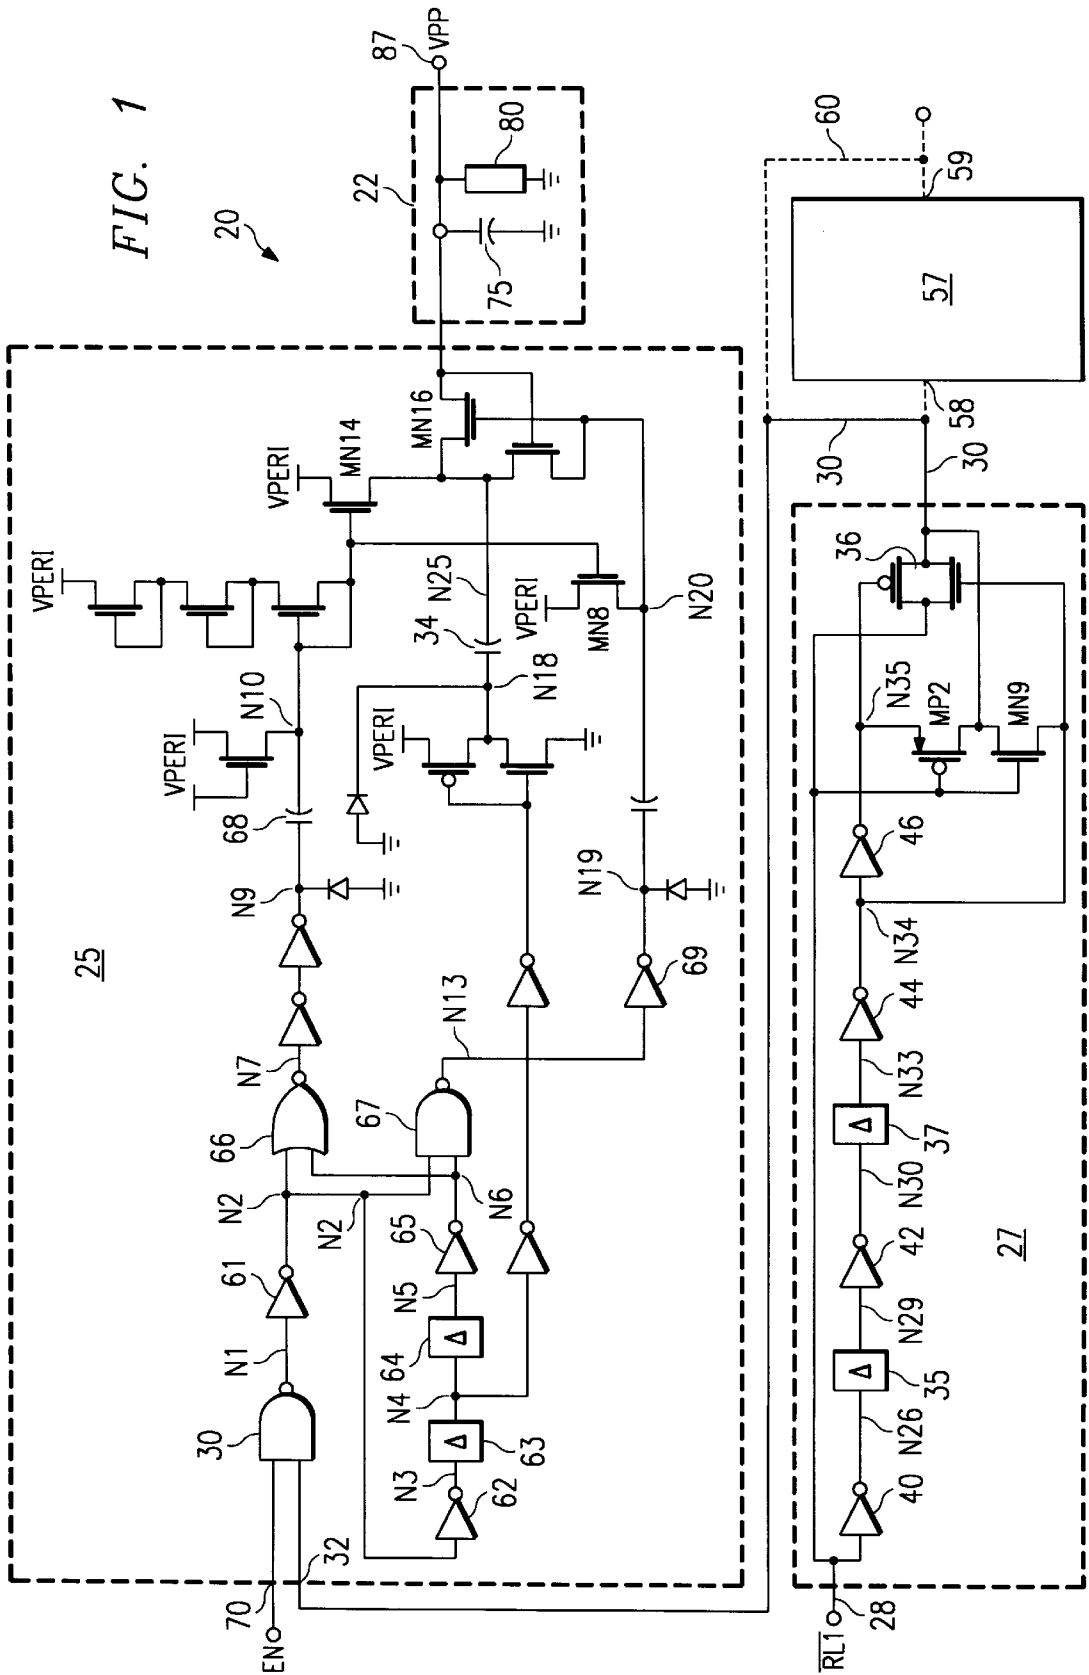 FIG. 1
20
87
VPP
22
80
75
25
VPERI
VPERI
MN14
MN16
VPERI
N10
68
N9
N7
66
N2
61
N1
30
N25
34
VPERI
MN8
N20
N18
VPERI
N19
69
N13
67
N2
N6
65
N5
64
N4
63
N3
62
32
70
EN
60
59
57
58
30
30
36
N35
MP2
MN9
46
N34
44
N33
37
N30
42
27
N29
35
N26
40
28
RL1
Δ
Δ
Δ
Δ
VPERI